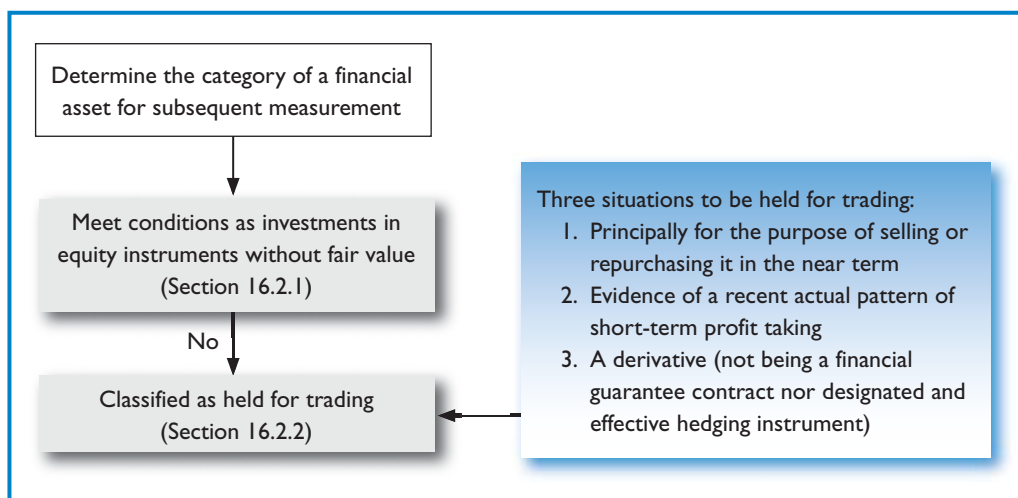 Determine the category of a financial
asset for subsequent measurement
Meet conditions as investments in
equity instruments without fair value
(Section 16.2.1)
No
Classified as held for trading
(Section 16.2.2)
Three situations to be held for trading:
1. Principally for the purpose of selling or
repurchasing it in the near term
2. Evidence of a recent actual pattern of
short-term profit taking
3. A derivative (not being a financial
guarantee contract nor designated and
effective hedging instrument)